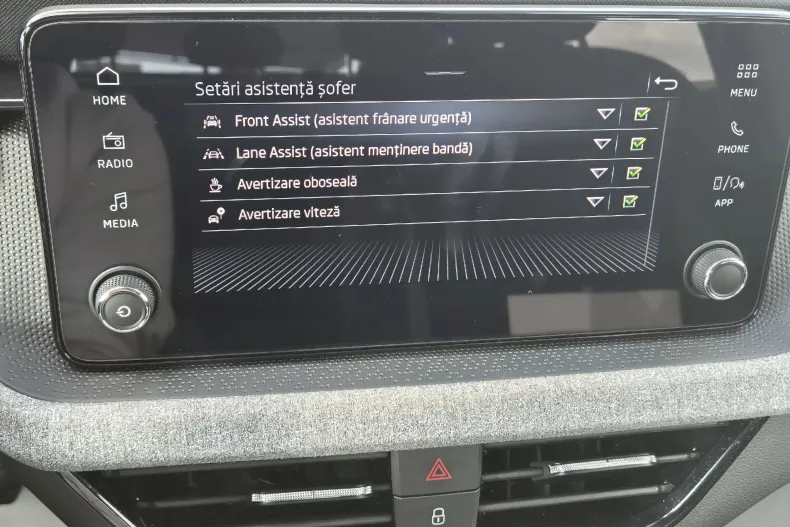 HOME
RADIO
MEDIA
Setări asistență șofer
Front Assist (asistent frânare urgență)
Lane Assist (asistent menținere bandă)
Avertizare oboseală
Avertizare viteză
MENU
PHONE
APP